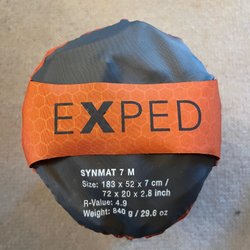 EXPED
SYNMAT 7 M
Size: 183 x 52 x 7 cm /
72 x 20 x 2.8 inch
R-Value: 4.9
Weight: 840 g / 29.6 oz